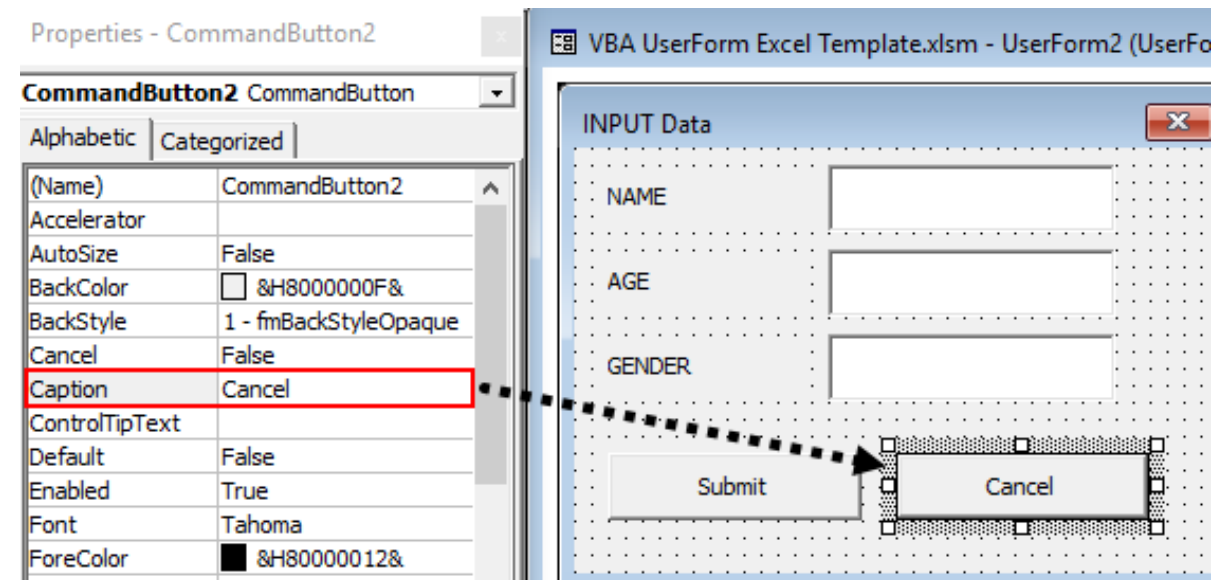 Properties - CommandButton2
x
CommandButton2 CommandButton
Alphabetic Categorized
(Name) CommandButton2
Accelerator
AutoSize False
BackColor &H8000000F&
BackStyle 1 - fmBackStyleOpaque
Cancel False
Caption Cancel
ControlTipText
Default False
Enabled True
Font Tahoma
ForeColor &H80000012&
VBA UserForm Excel Template.xlsm - UserForm2 (UserFo
INPUT Data
NAME
AGE
GENDER
Submit Cancel